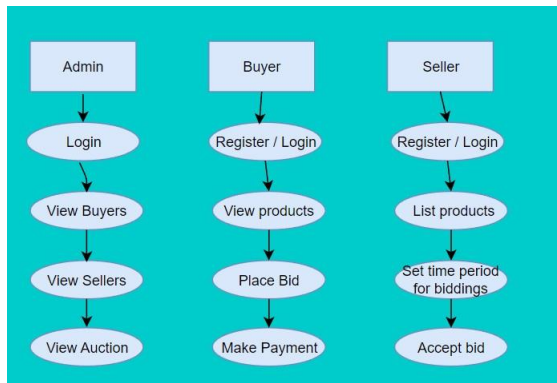 Admin
Buyer
Seller
Login
Register / Login
Register / Login
View Buyers
View products
List products
View Sellers
Place Bid
Set time period
for biddings
View Auction
Make Payment
Accept bid